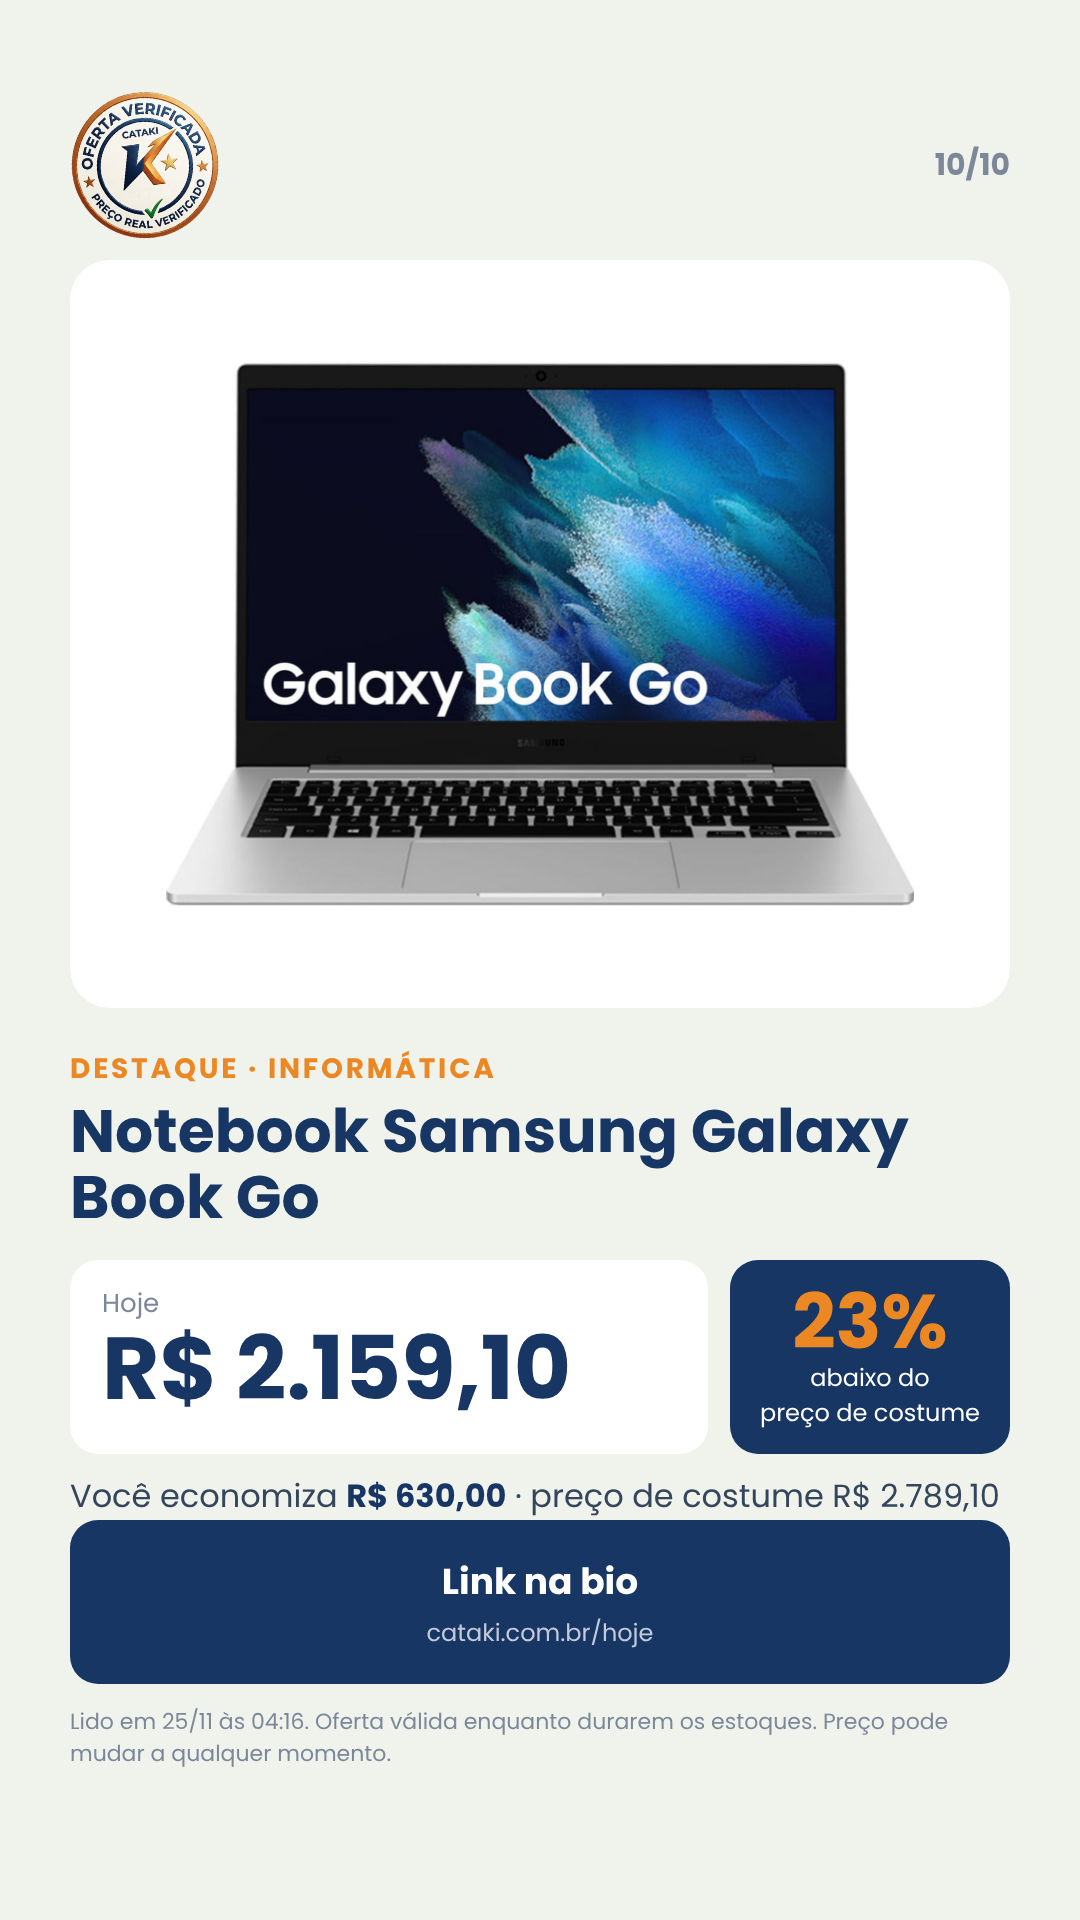 OFERTA VERIFICADA
CATAKI
K
PREÇO REAL VERIFICADO
10/10
Galaxy Book Go
SAMSUNG
DESTAQUE · INFORMÁTICA
Notebook Samsung Galaxy
Book Go
Hoje
R$ 2.159,10
23%
abaixo do
preço de costume
Você economiza R$ 630,00 · preço de costume R$ 2.789,10
Link na bio
cataki.com.br/hoje
Lido em 25/11 às 04:16. Oferta válida enquanto durarem os estoques. Preço pode
mudar a qualquer momento.